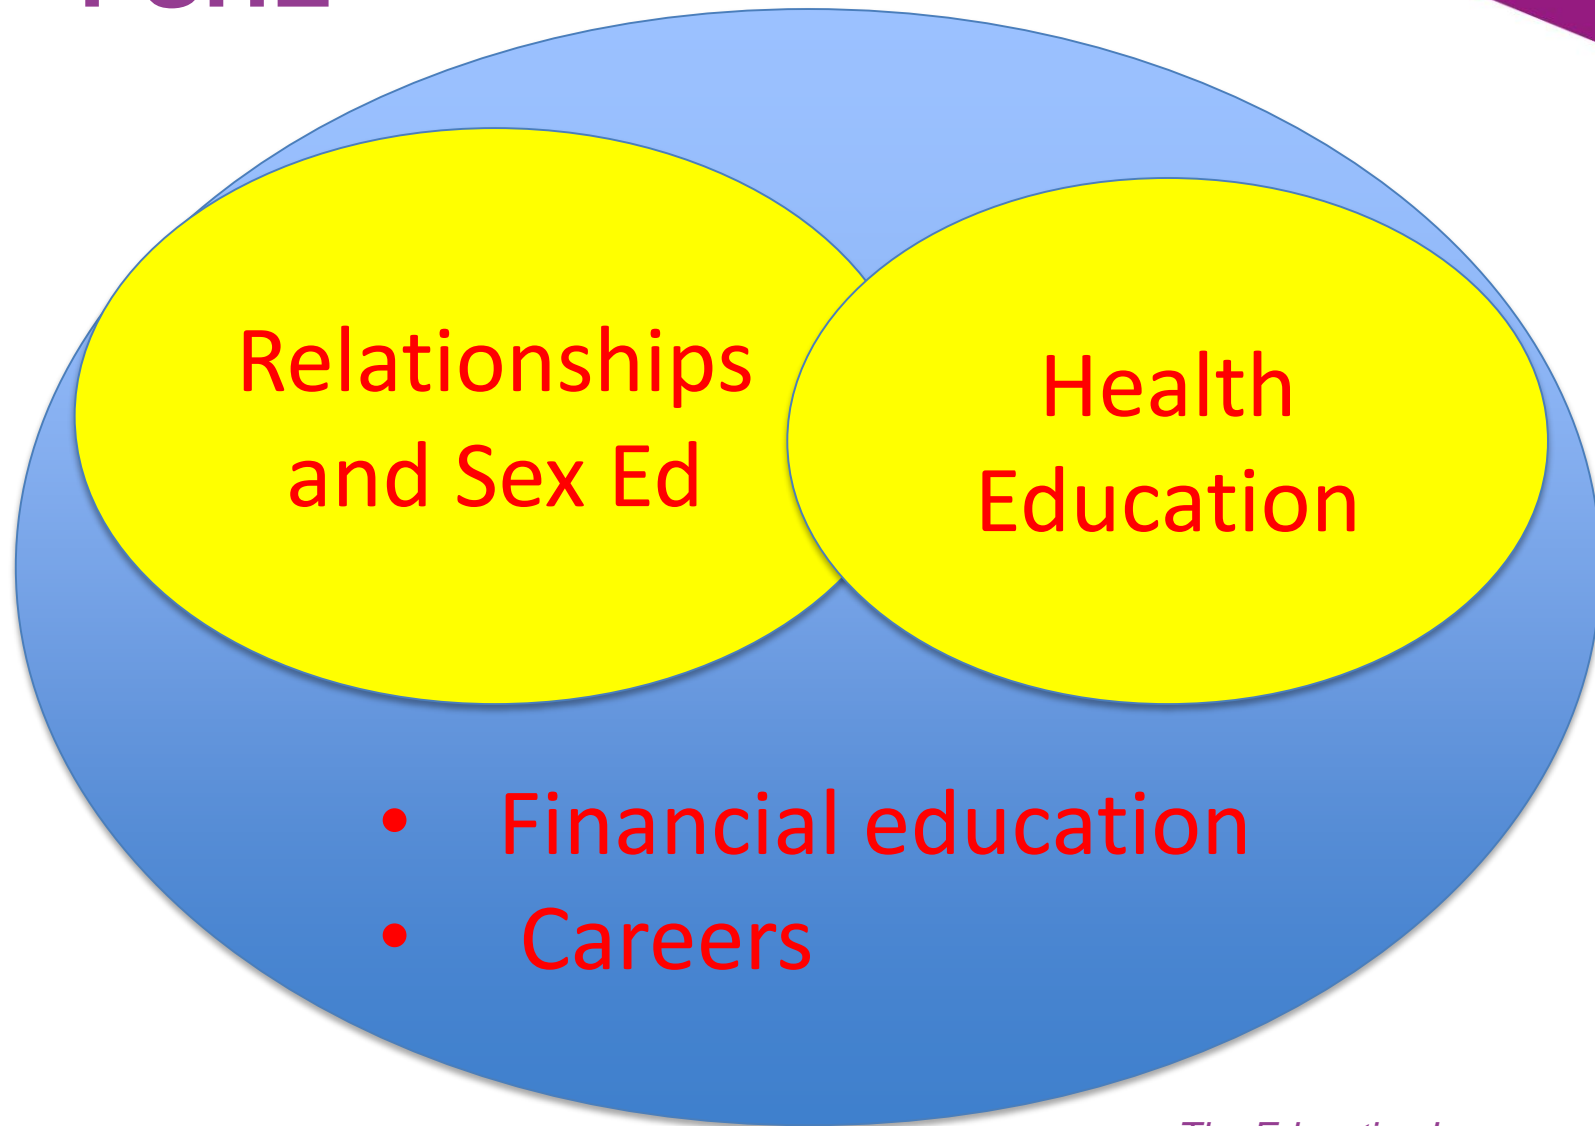 Relationships
and Sex Ed
Health
Education
• Financial education
• Careers